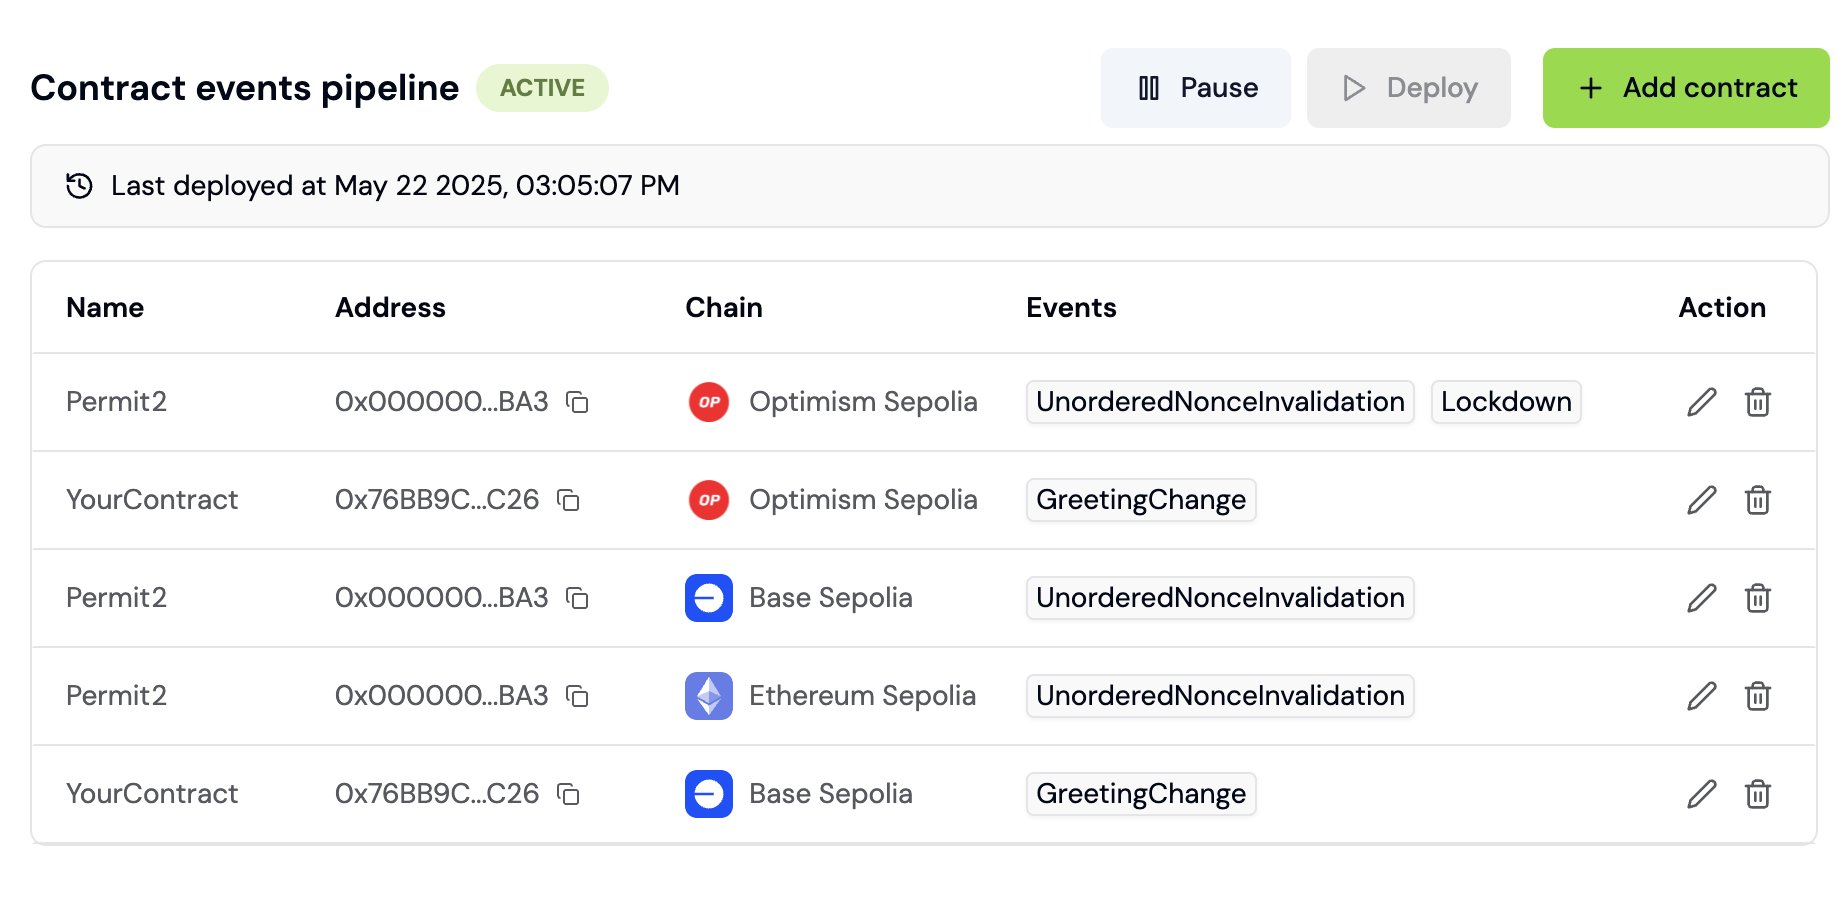 Contract events pipeline ACTIVE Pause Deploy Add contract
Last deployed at May 22 2025, 03:05:07 PM
Name Address Chain Events Action
Permit2 0x000000...BA3 OP Optimism Sepolia UnorderedNonceInvalidation Lockdown
YourContract 0x76BB9C...C26 OP Optimism Sepolia GreetingChange
Permit2 0x000000...BA3 Base Sepolia UnorderedNonceInvalidation
Permit2 0x000000...BA3 Ethereum Sepolia UnorderedNonceInvalidation
YourContract 0x76BB9C...C26 Base Sepolia GreetingChange